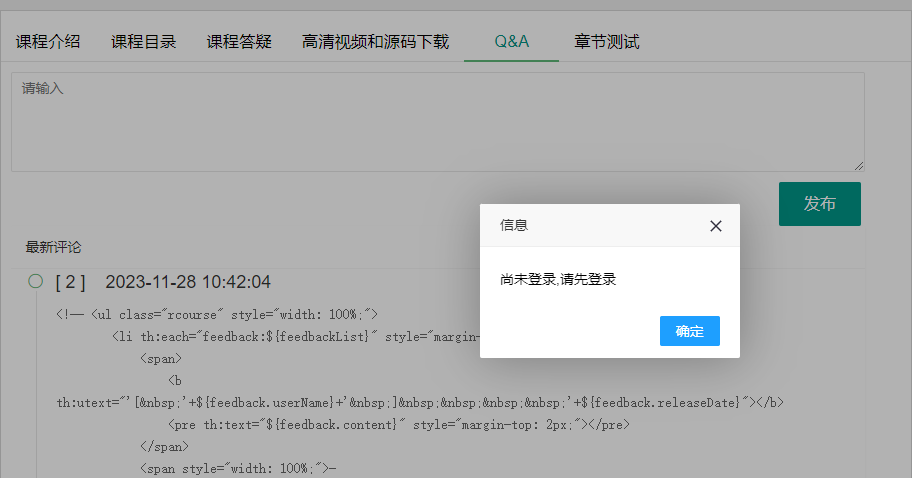 课程介绍 课程目录 课程答疑 高清视频和源码下载 Q&A 章节测试
请输入
发布
信息
最新评论
尚未登录,请先登录
确定
[ 2 ] 2023-11-28 10:42:04
<!-- <ul class="rcourse" style="width: 100%;">
<li th:each="feedback:${feedbackList}" style="margin-
<span>
<b
th:utext="'[&nbsp;'+${feedback.userName}+'&nbsp;]&nbsp;&nbsp;&nbsp;&nbsp;'+${feedback.releaseDate}"></b>
<pre th:text="${feedback.content}" style="margin-top: 2px;"></pre>
</span>
<span style="width: 100%;">-